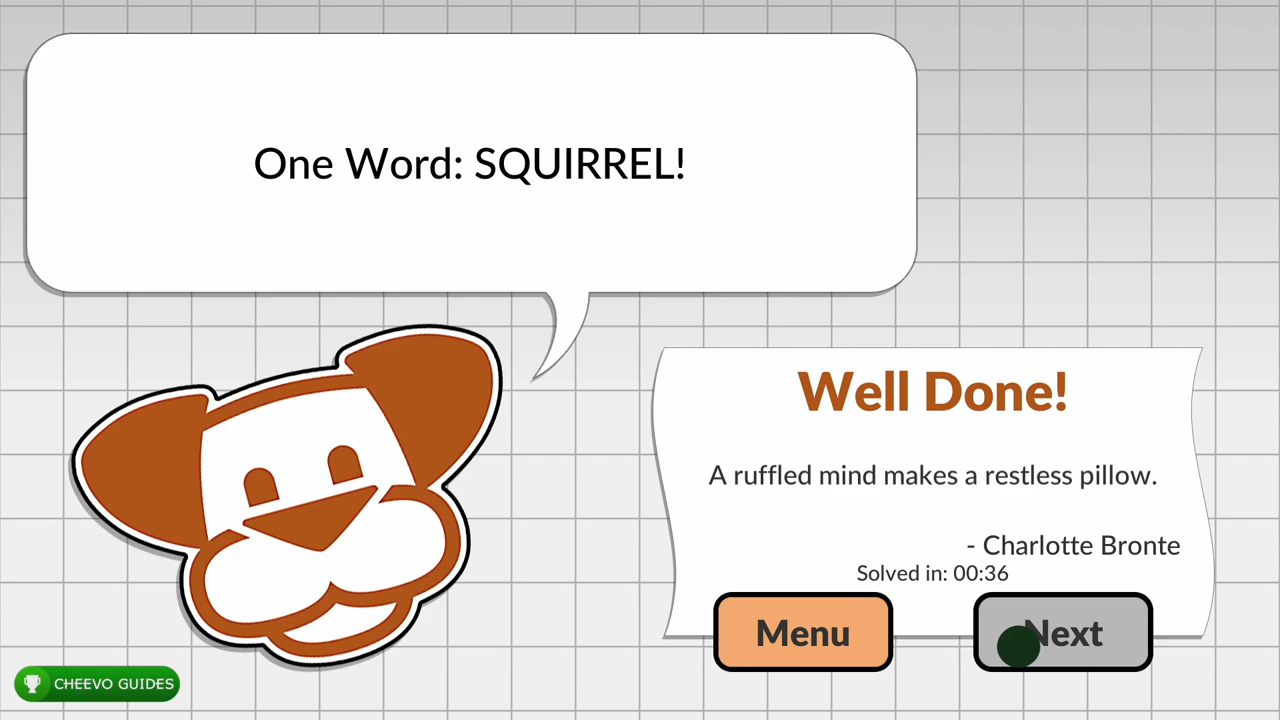 One Word: SQUIRREL!
Well Done!
A ruffled mind makes a restless pillow.
- Charlotte Bronte
Solved in: 00:36
Menu
Next
CHEEVO GUIDES